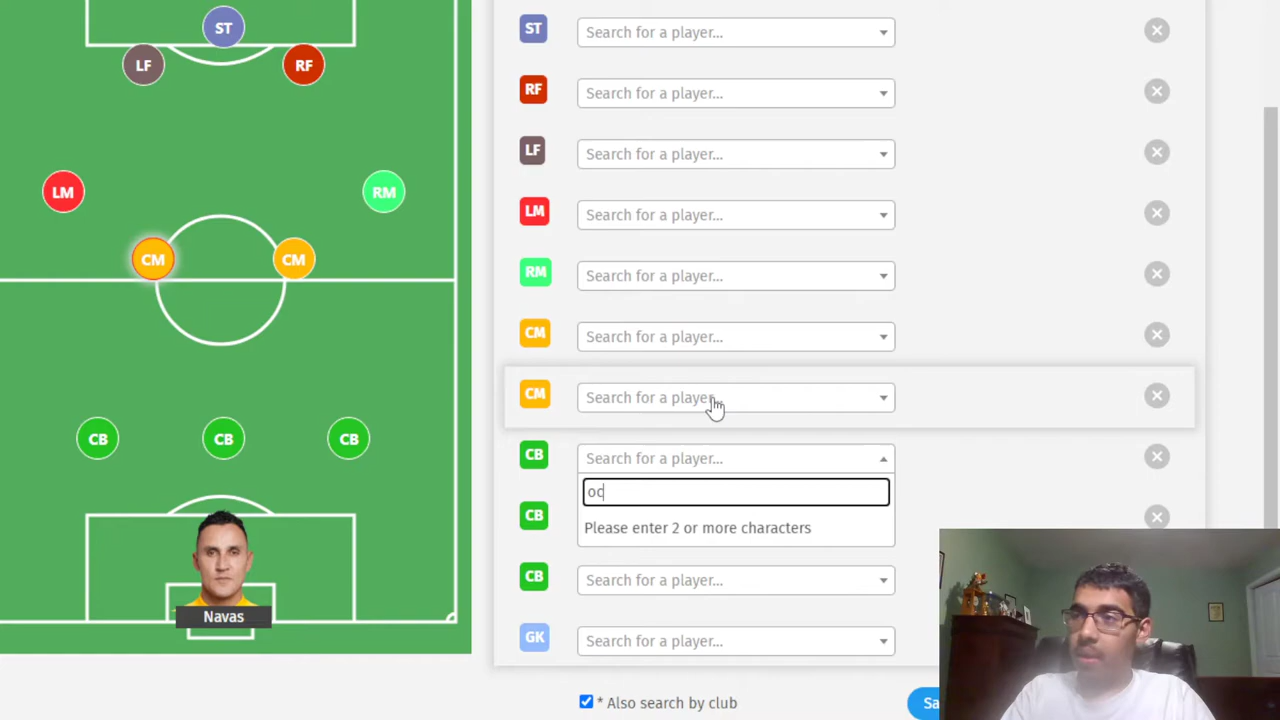 ST
LF
RF
LM
RM
CM
CM
CB
CB
CB
Navas
ST Search for a player...
RF Search for a player...
LF Search for a player...
LM Search for a player...
RM Search for a player...
CM Search for a player...
CM Search for a player...
CB Search for a player...
oc
Please enter 2 or more characters
CB
CB Search for a player...
GK Search for a player...
* Also search by club
Sa